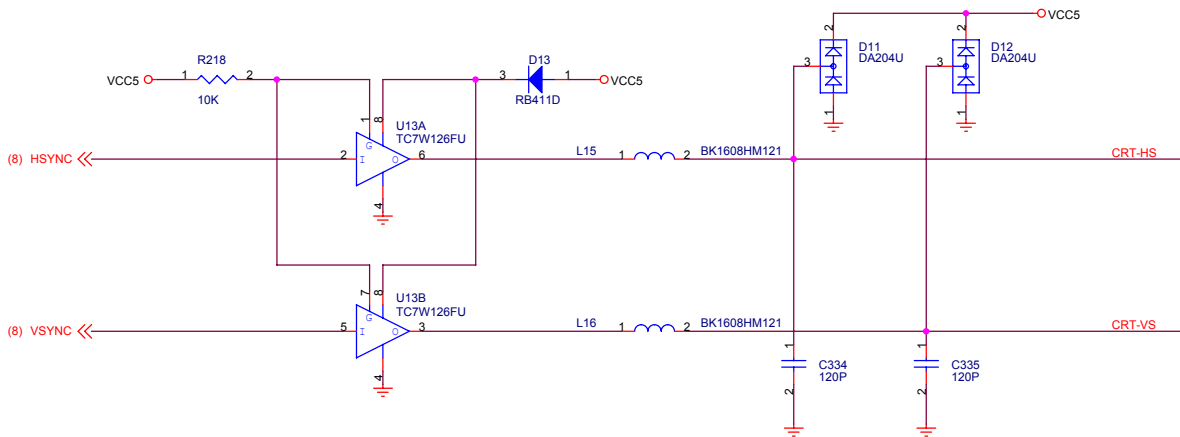 VCC5
R218
D13
D11
DA204U
D12
DA204U
1
2
3
1
VCC5
VCC5
10K
RB411D
2
2
3
3
1
1
1
8
U13A
TC7W126FU
G
(8) HSYNC
2
I
O
6
L15
1
2
BK1608HM121
CRT-HS
4
7
8
U13B
TC7W126FU
G
(8) VSYNC
5
I
O
3
L16
1
2
BK1608HM121
CRT-VS
4
1
C334
120P
2
1
C335
120P
2